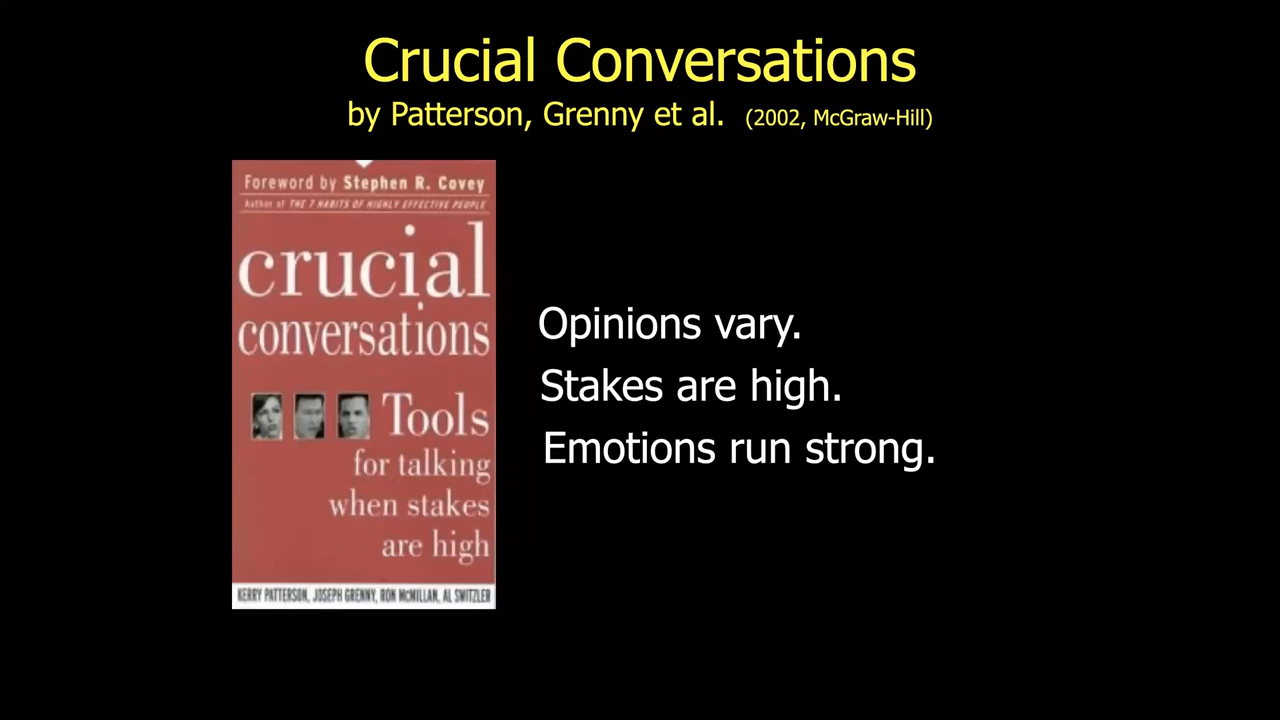 Crucial Conversations
by Patterson, Grenny et al. (2002, McGraw-Hill)
Foreword by Stephen R. Covey
Author of THE 7 HABITS OF HIGHLY EFFECTIVE PEOPLE
crucial
conversations
Tools
for talking
when stakes
are high
KERRY PATTERSON, JOSEPH GRENNY, RON McMILLAN, AL SWITZLER
Opinions vary.
Stakes are high.
Emotions run strong.